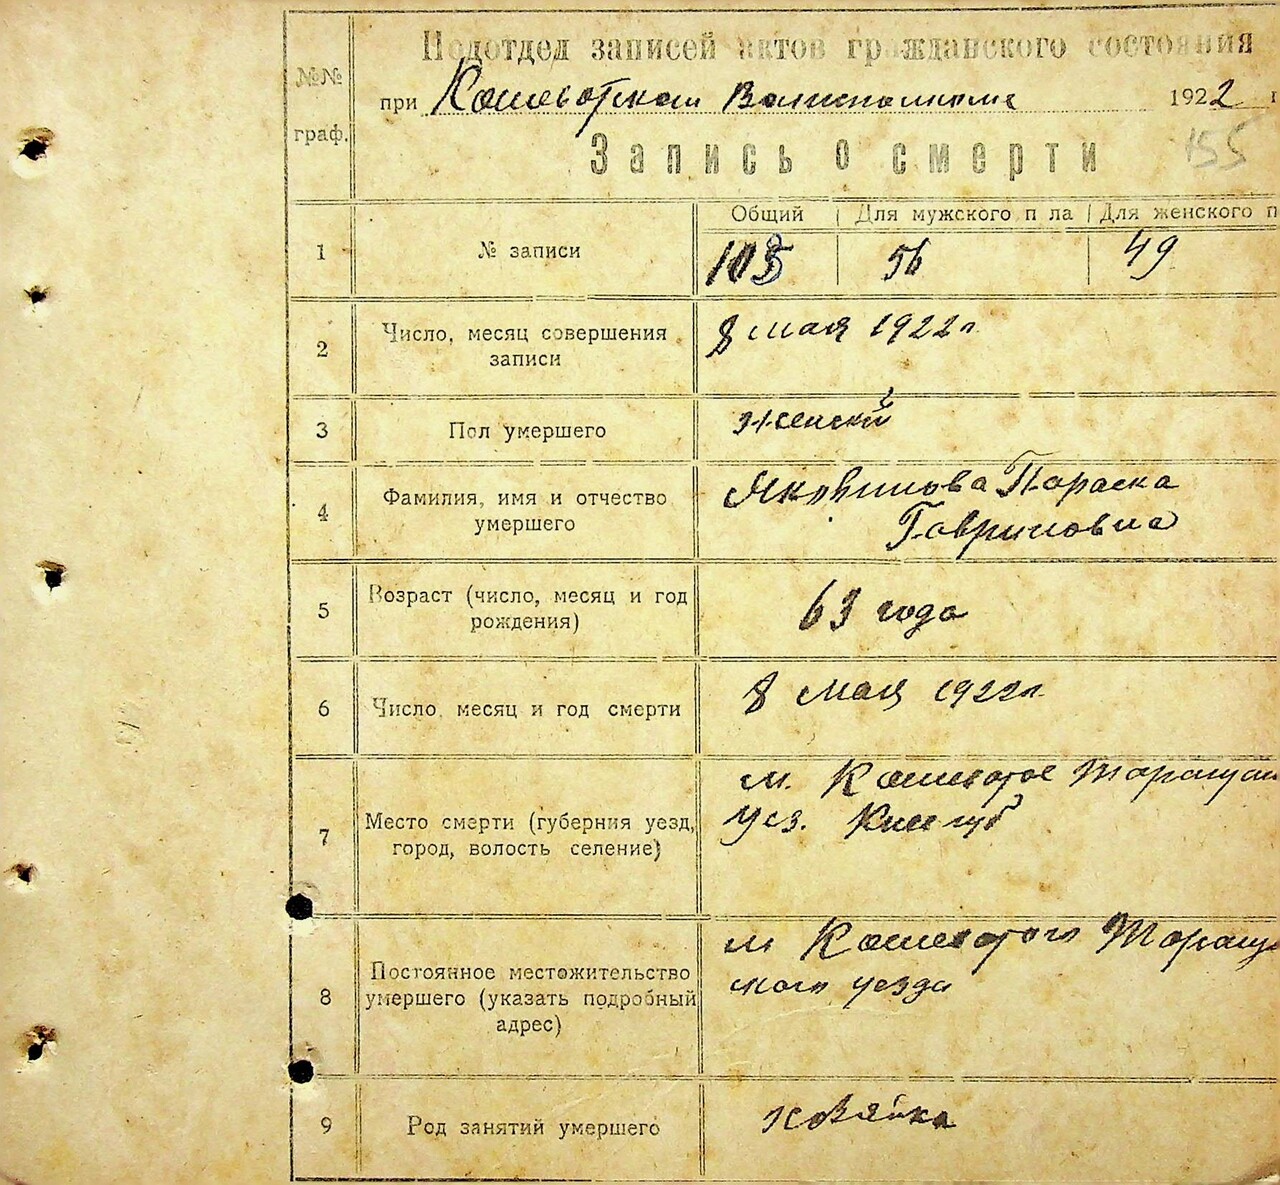 Подотдел записей актов гражданского состояния
при Кошеватском Волисполкоме 1922 г
155
№№ граф.
Запись о смерти
Общий Для мужского п ла Для женского п
1 № записи 105 56 49
2 Число, месяц совершения записи 8 мая 1922 г
3 Пол умершего Женский
4 Фамилия, имя и отчество умершего
Параска
Гавриловна
5 Возраст (число, месяц и год рождения) 63 года
6 Число, месяц и год смерти 8 мая 1922 г
7 Место смерти (губерния уезд, город, волость селение)
м. Кошеватое Таращан
уез. Киев губ
8 Постоянное местожительство умершего (указать подробный адрес)
м Кошеватого Таращ
ского уезда
9 Род занятий умершего хозяйка